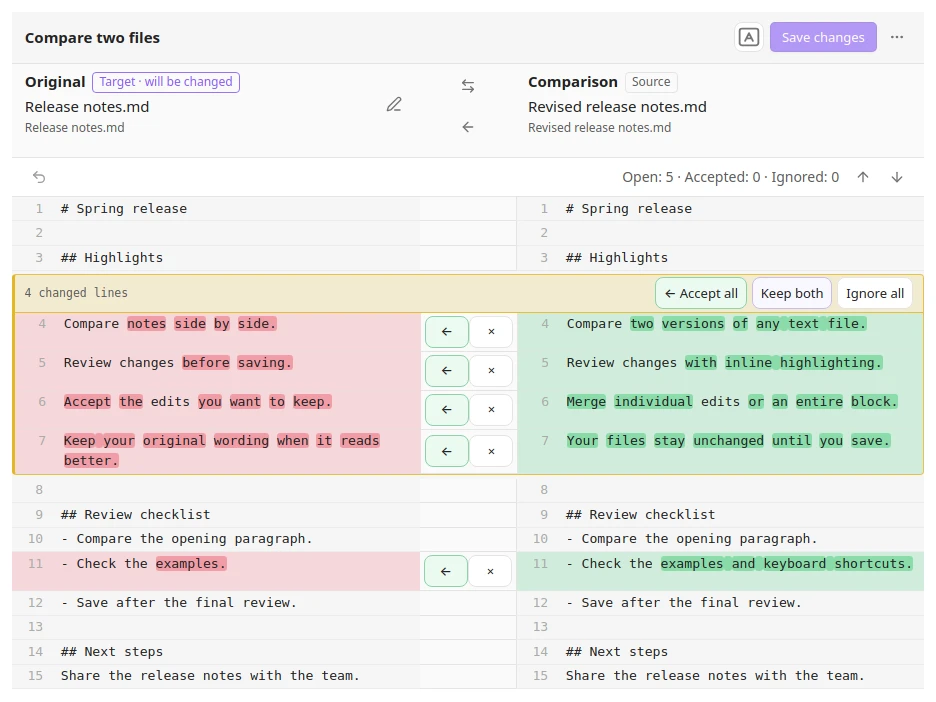 Compare two files
A
Save changes
Original Target · will be changed
Release notes.md
Release notes.md
Comparison Source
Revised release notes.md
Revised release notes.md
Open: 5 · Accepted: 0 · Ignored: 0
1 # Spring release 1 # Spring release
2 2
3 ## Highlights 3 ## Highlights
4 changed lines ← Accept all Keep both Ignore all
4 Compare notes side by side. ← × 4 Compare two versions of any text file.
5 Review changes before saving. ← × 5 Review changes with inline highlighting.
6 Accept the edits you want to keep. ← × 6 Merge individual edits or an entire block.
7 Keep your original wording when it reads ← × 7 Your files stay unchanged until you save.
better.
8 8
9 ## Review checklist 9 ## Review checklist
10 - Compare the opening paragraph. 10 - Compare the opening paragraph.
11 - Check the examples. ← × 11 - Check the examples and keyboard shortcuts.
12 - Save after the final review. 12 - Save after the final review.
13 13
14 ## Next steps 14 ## Next steps
15 Share the release notes with the team. 15 Share the release notes with the team.